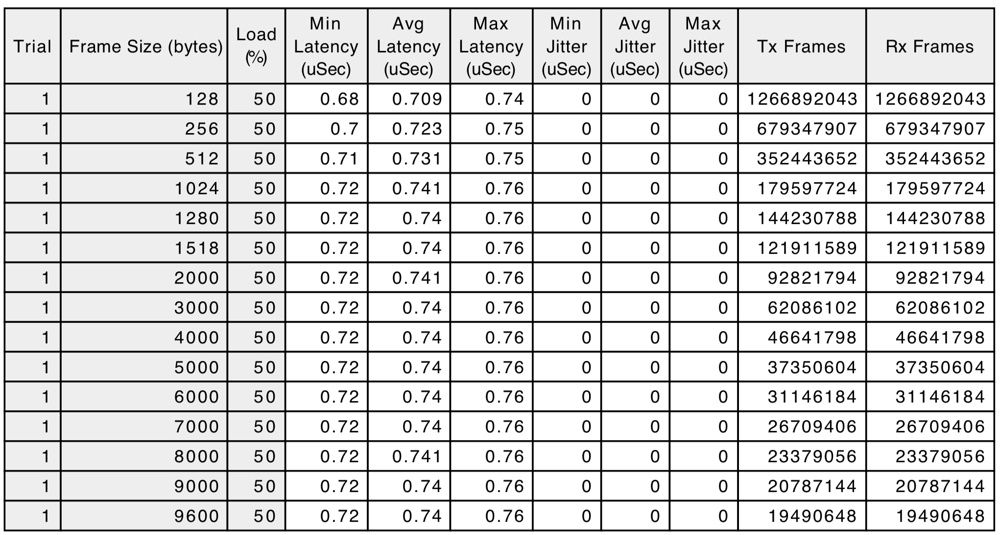 Trial Frame Size (bytes) Load (%) Min Latency (uSec) Avg Latency (uSec) Max Latency (uSec) Min Jitter (uSec) Avg Jitter (uSec) Max Jitter (uSec) Tx Frames Rx Frames
1 128 50 0.68 0.709 0.74 0 0 0 1266892043 1266892043
1 256 50 0.7 0.723 0.75 0 0 0 679347907 679347907
1 512 50 0.71 0.731 0.75 0 0 0 352443652 352443652
1 1024 50 0.72 0.741 0.76 0 0 0 179597724 179597724
1 1280 50 0.72 0.74 0.76 0 0 0 144230788 144230788
1 1518 50 0.72 0.74 0.76 0 0 0 121911589 121911589
1 2000 50 0.72 0.741 0.76 0 0 0 92821794 92821794
1 3000 50 0.72 0.74 0.76 0 0 0 62086102 62086102
1 4000 50 0.72 0.74 0.76 0 0 0 46641798 46641798
1 5000 50 0.72 0.74 0.76 0 0 0 37350604 37350604
1 6000 50 0.72 0.74 0.76 0 0 0 31146184 31146184
1 7000 50 0.72 0.74 0.76 0 0 0 26709406 26709406
1 8000 50 0.72 0.741 0.76 0 0 0 23379056 23379056
1 9000 50 0.72 0.74 0.76 0 0 0 20787144 20787144
1 9600 50 0.72 0.74 0.76 0 0 0 19490648 19490648